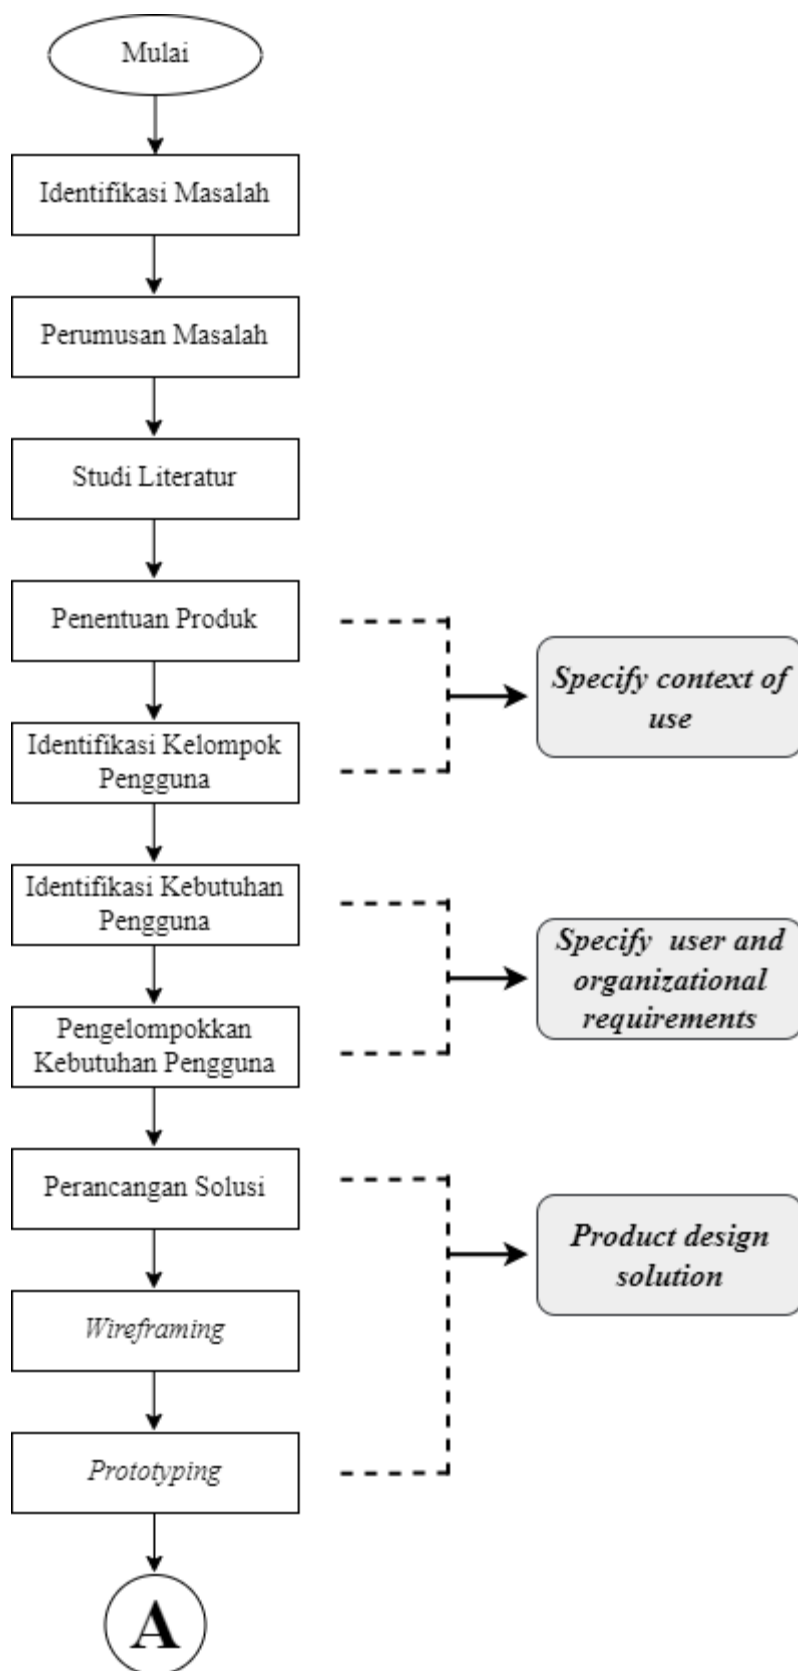 Mulai
Identifikasi Masalah
Perumusan Masalah
Studi Literatur
Penentuan Produk
Specify context of
use
Identifikasi Kelompok
Pengguna
Identifikasi Kebutuhan
Pengguna
Specify user and
organizational
requirements
Pengelompokkan
Kebutuhan Pengguna
Perancangan Solusi
Product design
solution
Wireframing
Prototyping
A